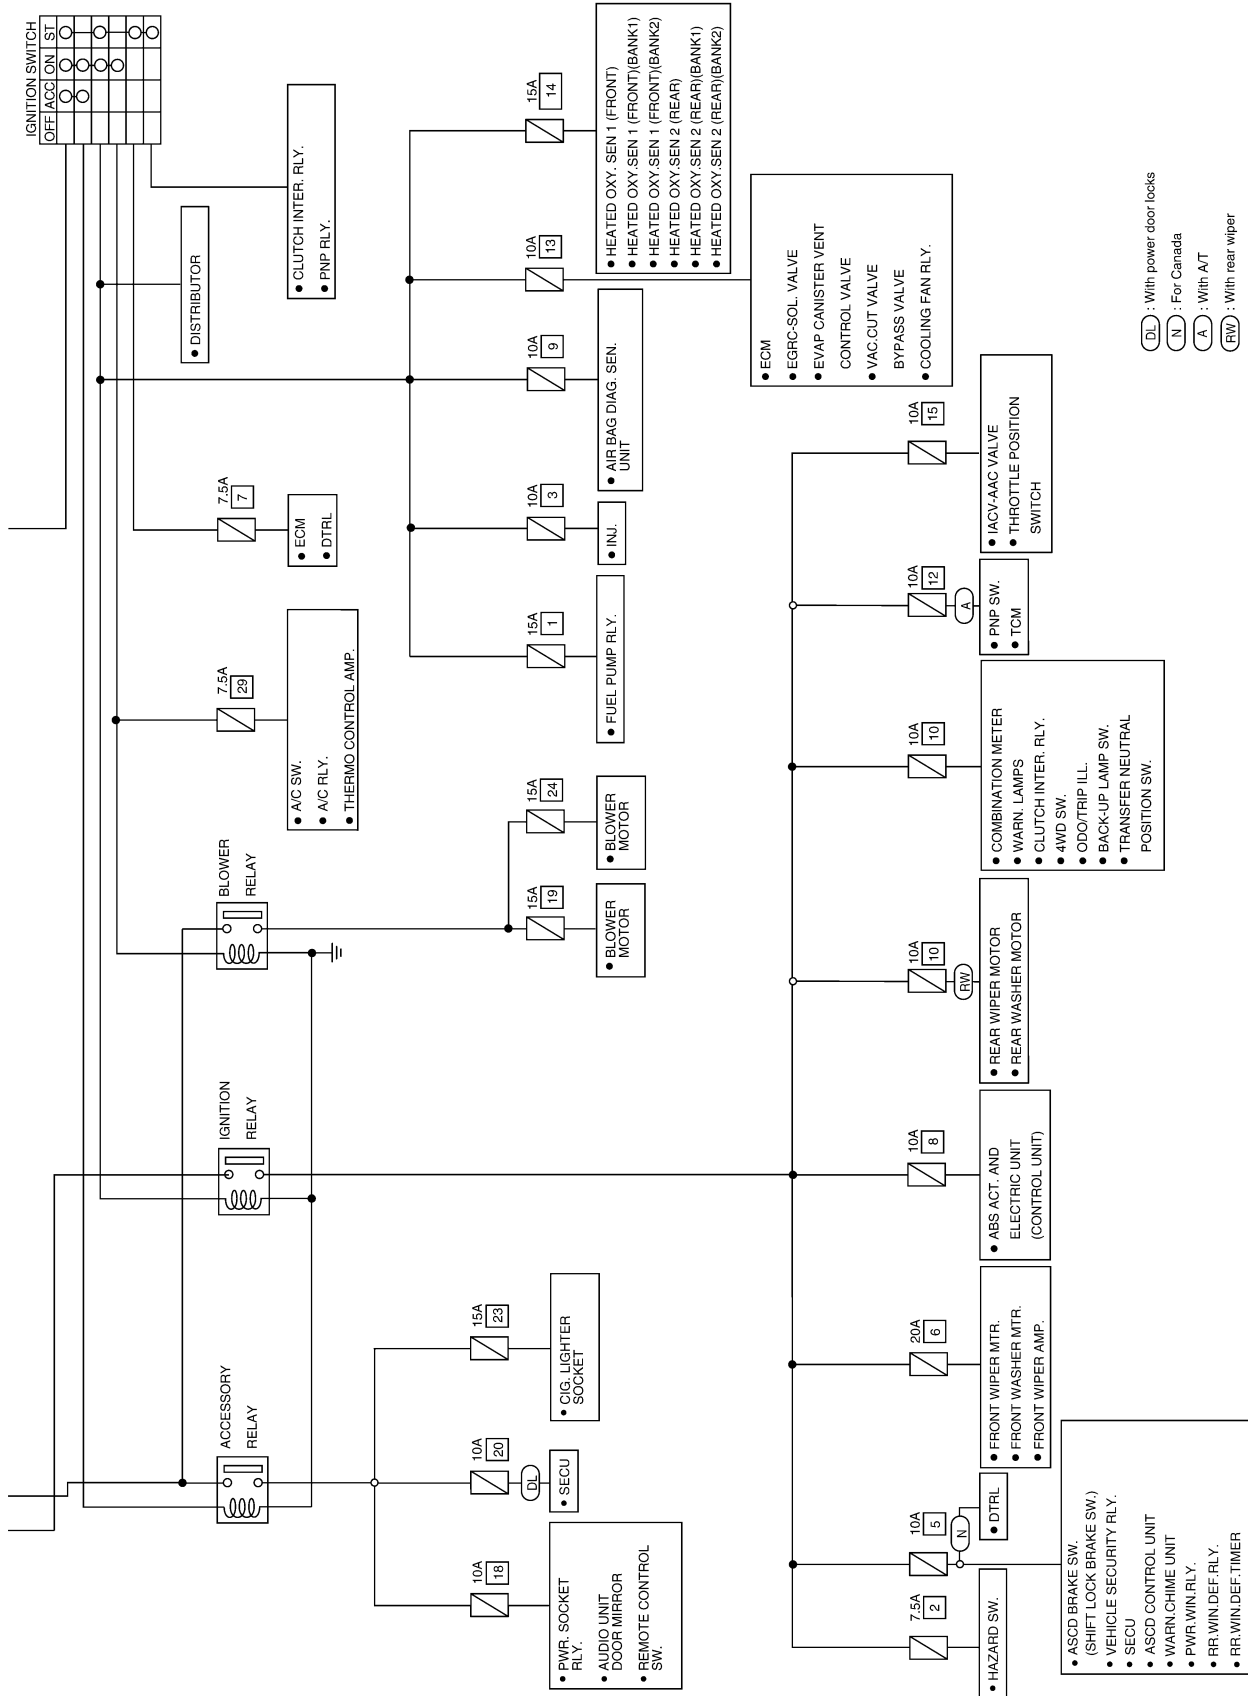 IGNITION SWITCH
OFF ACC ON ST
● CLUTCH INTER. RLY.
● PNP RLY.
● DISTRIBUTOR
7.5A
7
● ECM
● DTRL
7.5A
29
● A/C SW.
● A/C RLY.
● THERMO CONTROL AMP.
BLOWER
RELAY
IGNITION
RELAY
ACCESSORY
RELAY
15A
14
● HEATED OXY. SEN 1 (FRONT)
● HEATED OXY.SEN 1 (FRONT)(BANK1)
● HEATED OXY.SEN 1 (FRONT)(BANK2)
● HEATED OXY.SEN 2 (REAR)
● HEATED OXY.SEN 2 (REAR)(BANK1)
● HEATED OXY.SEN 2 (REAR)(BANK2)
10A
13
● ECM
● EGRC-SOL. VALVE
● EVAP CANISTER VENT
CONTROL VALVE
● VAC.CUT VALVE
BYPASS VALVE
● COOLING FAN RLY.
10A
9
● AIR BAG DIAG. SEN.
UNIT
10A
3
● INJ.
15A
1
● FUEL PUMP RLY.
15A
24
● BLOWER
MOTOR
15A
19
● BLOWER
MOTOR
15A
23
● CIG. LIGHTER
SOCKET
10A
20
DL
● SECU
10A
18
● PWR. SOCKET
RLY.
● AUDIO UNIT
DOOR MIRROR
● REMOTE CONTROL
SW.
10A
15
● IACV-AAC VALVE
● THROTTLE POSITION
SWITCH
10A
12
A
● PNP SW.
● TCM
10A
10
● COMBINATION METER
● WARN. LAMPS
● CLUTCH INTER. RLY.
● 4WD SW.
● ODO/TRIP ILL.
● BACK-UP LAMP SW.
● TRANSFER NEUTRAL
POSITION SW.
10A
10
RW
● REAR WIPER MOTOR
● REAR WASHER MOTOR
10A
8
● ABS ACT. AND
ELECTRIC UNIT
(CONTROL UNIT)
20A
6
● FRONT WIPER MTR.
● FRONT WASHER MTR.
● FRONT WIPER AMP.
10A
5
N
● DTRL
● ASCD BRAKE SW.
(SHIFT LOCK BRAKE SW.)
● VEHICLE SECURITY RLY.
● SECU
● ASCD CONTROL UNIT
● WARN.CHIME UNIT
● PWR.WIN.RLY.
● RR.WIN.DEF.RLY.
● RR.WIN.DEF.TIMER
7.5A
2
● HAZARD SW.
DL : With power door locks
N : For Canada
A : With A/T
RW : With rear wiper